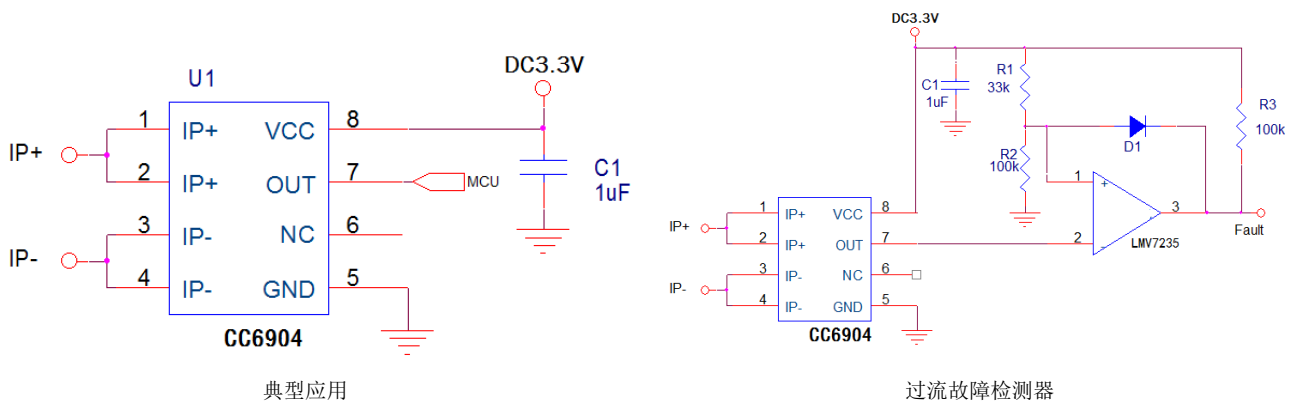 U1
DC3.3V
IP+
1 IP+ VCC 8
2 IP+ OUT 7 MCU
3 IP- NC 6
IP-
4 IP- GND 5
CC6904
C1
1uF
典型应用
DC3.3V
C1
1uF
R1
33k
R2
100k
D1
R3
100k
1 +
2 -
3
LMV7235
Fault
IP+
1 IP+ VCC 8
2 IP+ OUT 7
3 IP- NC 6
IP-
4 IP- GND 5
CC6904
过流故障检测器